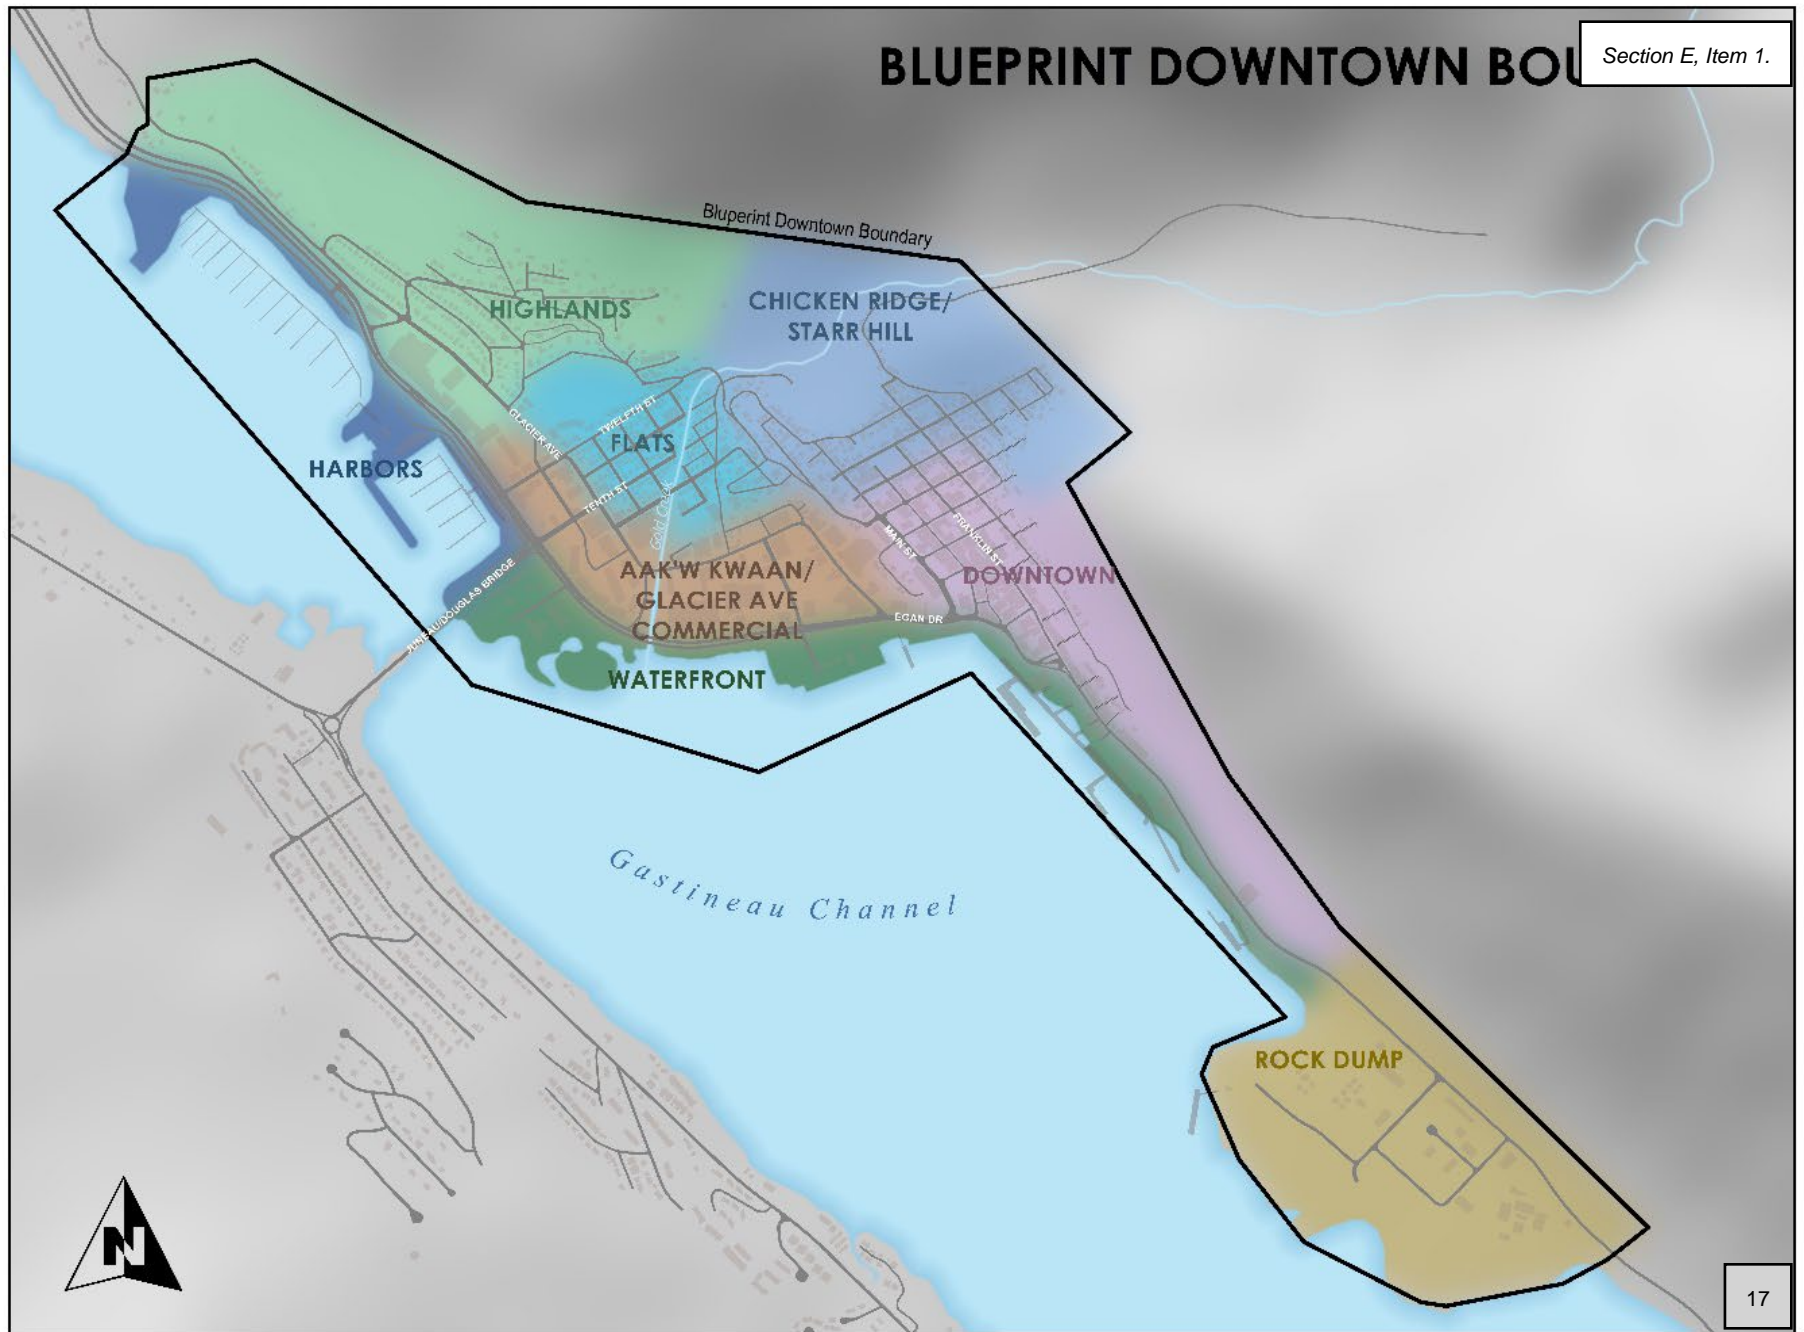 BLUEPRINT DOWNTOWN BOU
Section E, Item 1.
Bluperint Downtown Boundary
HIGHLANDS
CHICKEN RIDGE/
STARR HILL
TWELFTH ST
GLACIER AVE
FLATS
HARBORS
TENTH ST
Gold Creek
MAIN ST
FRANKLIN ST
AAK'W KWAAN/
GLACIER AVE
COMMERCIAL
DOWNTOWN
JUNEAU/DOUGLAS BRIDGE
EGAN DR
WATERFRONT
Gastineau Channel
ROCK DUMP
N
17